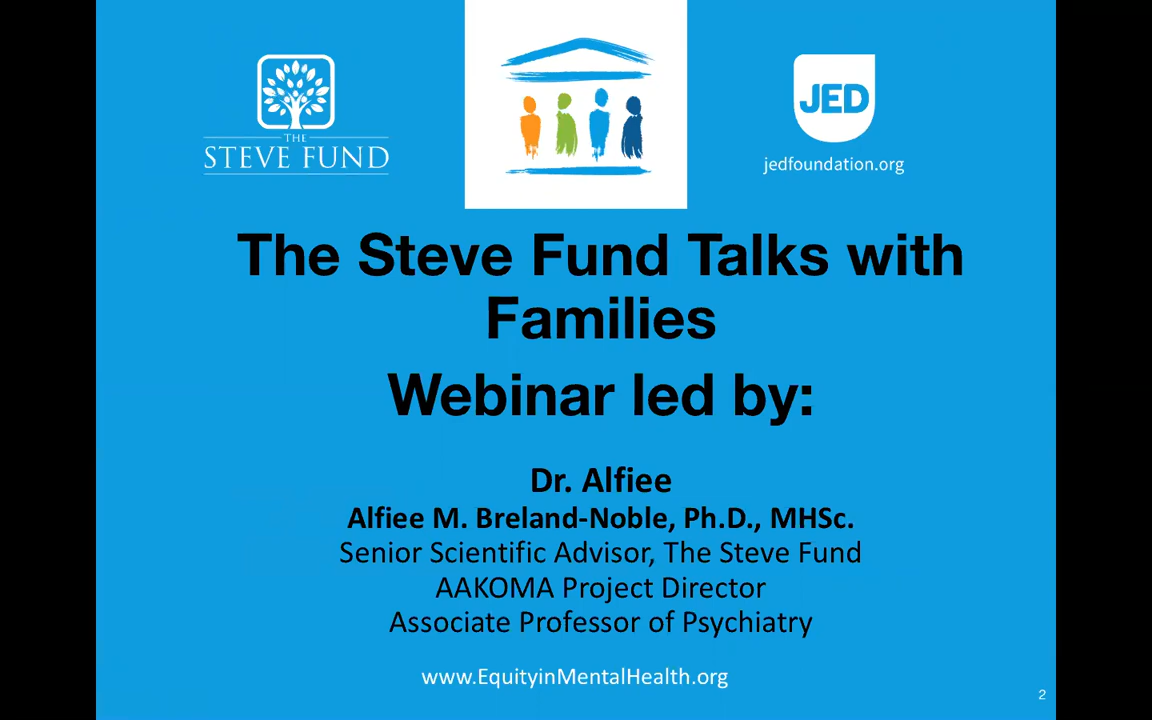 THE
STEVE FUND
JED
jedfoundation.org
The Steve Fund Talks with
Families
Webinar led by:
Dr. Alfiee
Alfiee M. Breland-Noble, Ph.D., MHSc.
Senior Scientific Advisor, The Steve Fund
AAKOMA Project Director
Associate Professor of Psychiatry
www.EquityinMentalHealth.org
2